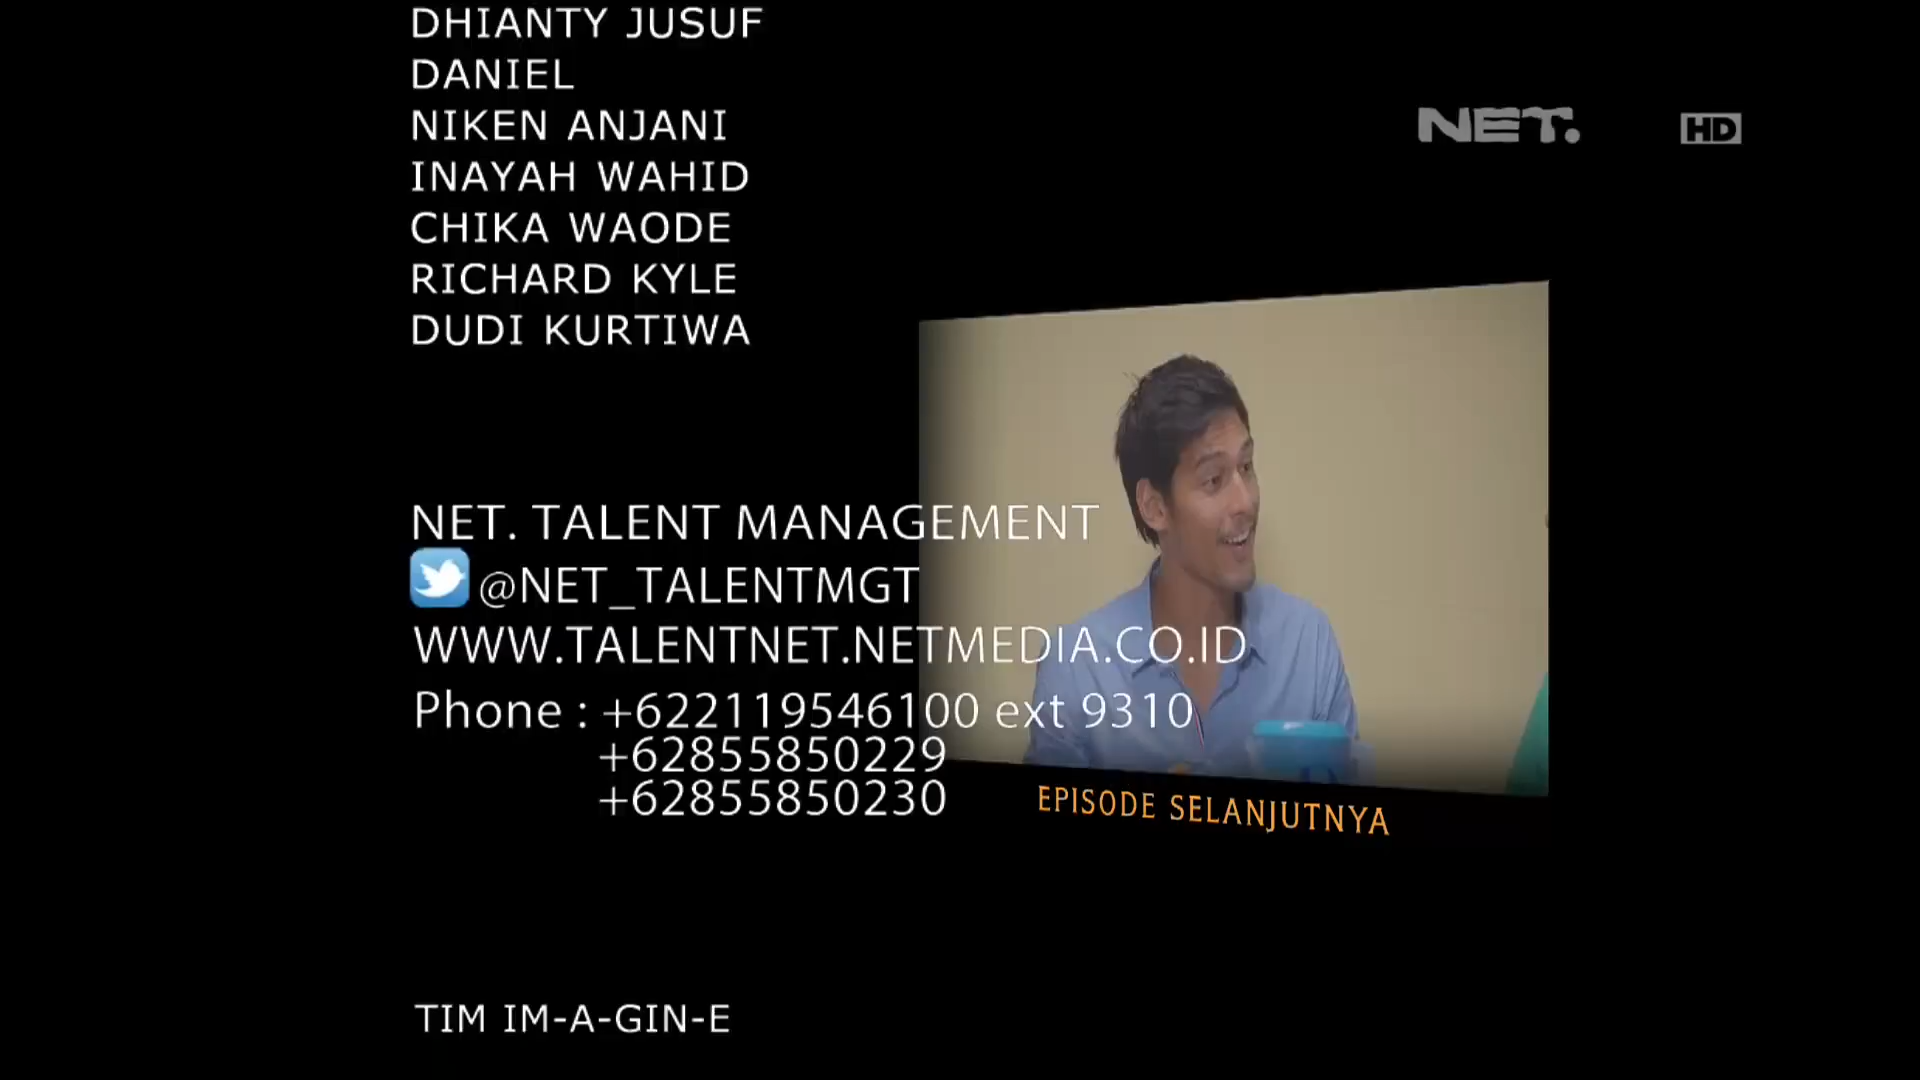 DHIANTY JUSUF
DANIEL
NIKEN ANJANI
INAYAH WAHID
CHIKA WAODE
RICHARD KYLE
DUDI KURTIWA
NET. HD
NET. TALENT MANAGEMENT
@NET_TALENTMGT
WWW.TALENTNET.NETMEDIA.CO.ID
Phone : +622119546100 ext 9310
+62855850229
+62855850230
EPISODE SELANJUTNYA
TIM IM-A-GIN-E